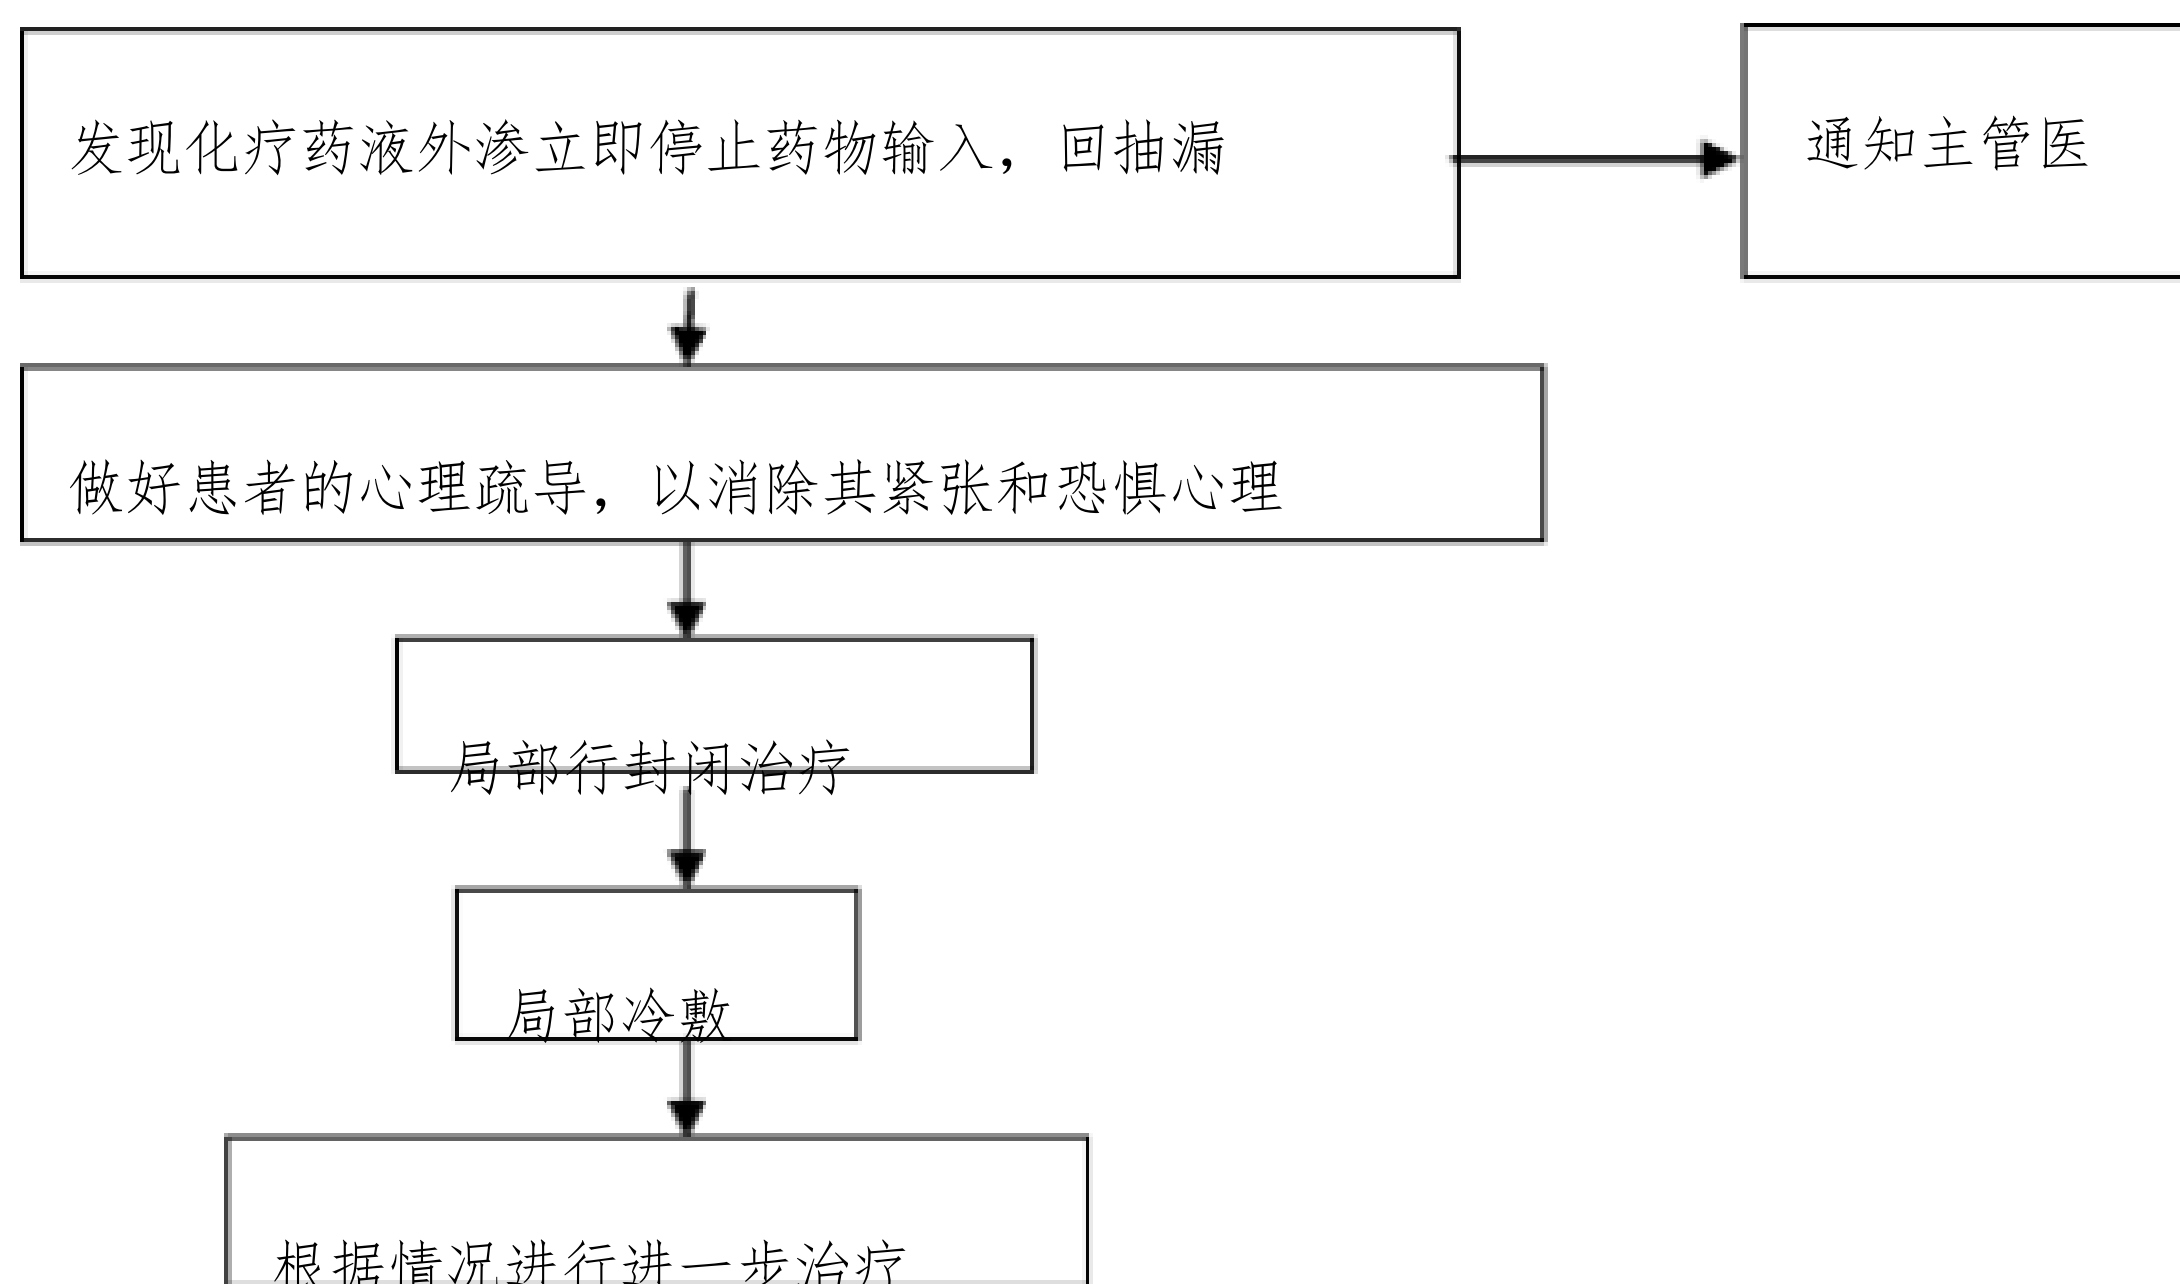 发现化疗药液外渗立即停止药物输入，回抽漏
通知主管医
做好患者的心理疏导，以消除其紧张和恐惧心理
局部行封闭治疗
局部冷敷
根据情况进行进一步治疗